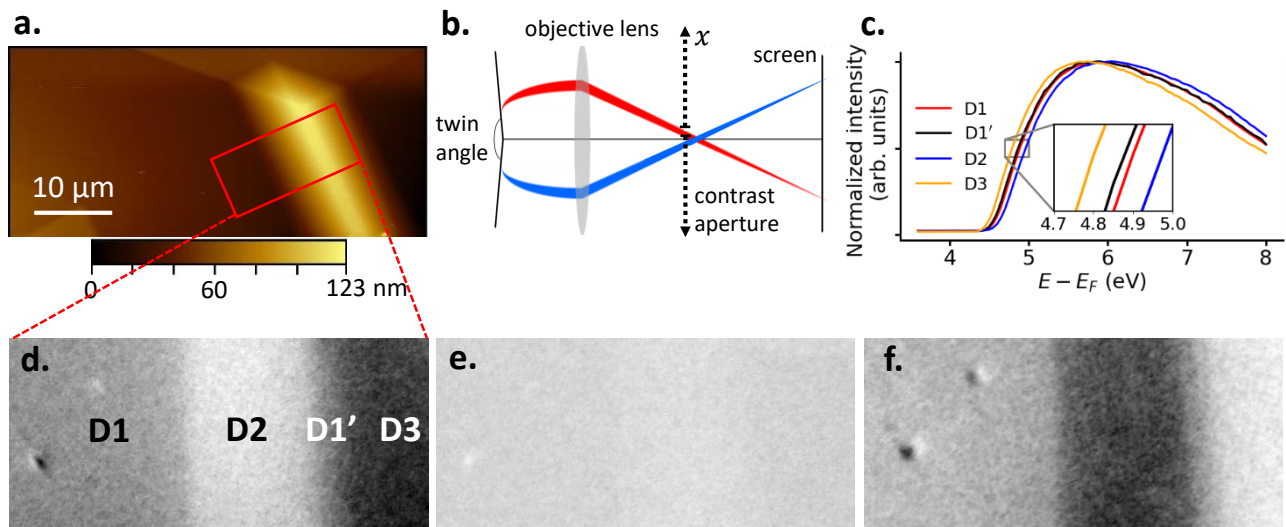 a.
10 μm
0 60 123 nm
b.
objective lens
x
screen
twin
angle
contrast
aperture
c.
Normalized intensity
(arb. units)
D1
D1′
D2
D3
4.7 4.8 4.9 5.0
4 5 6 7 8
E − E_F (eV)
d.
D1 D2 D1’ D3
e.
f.